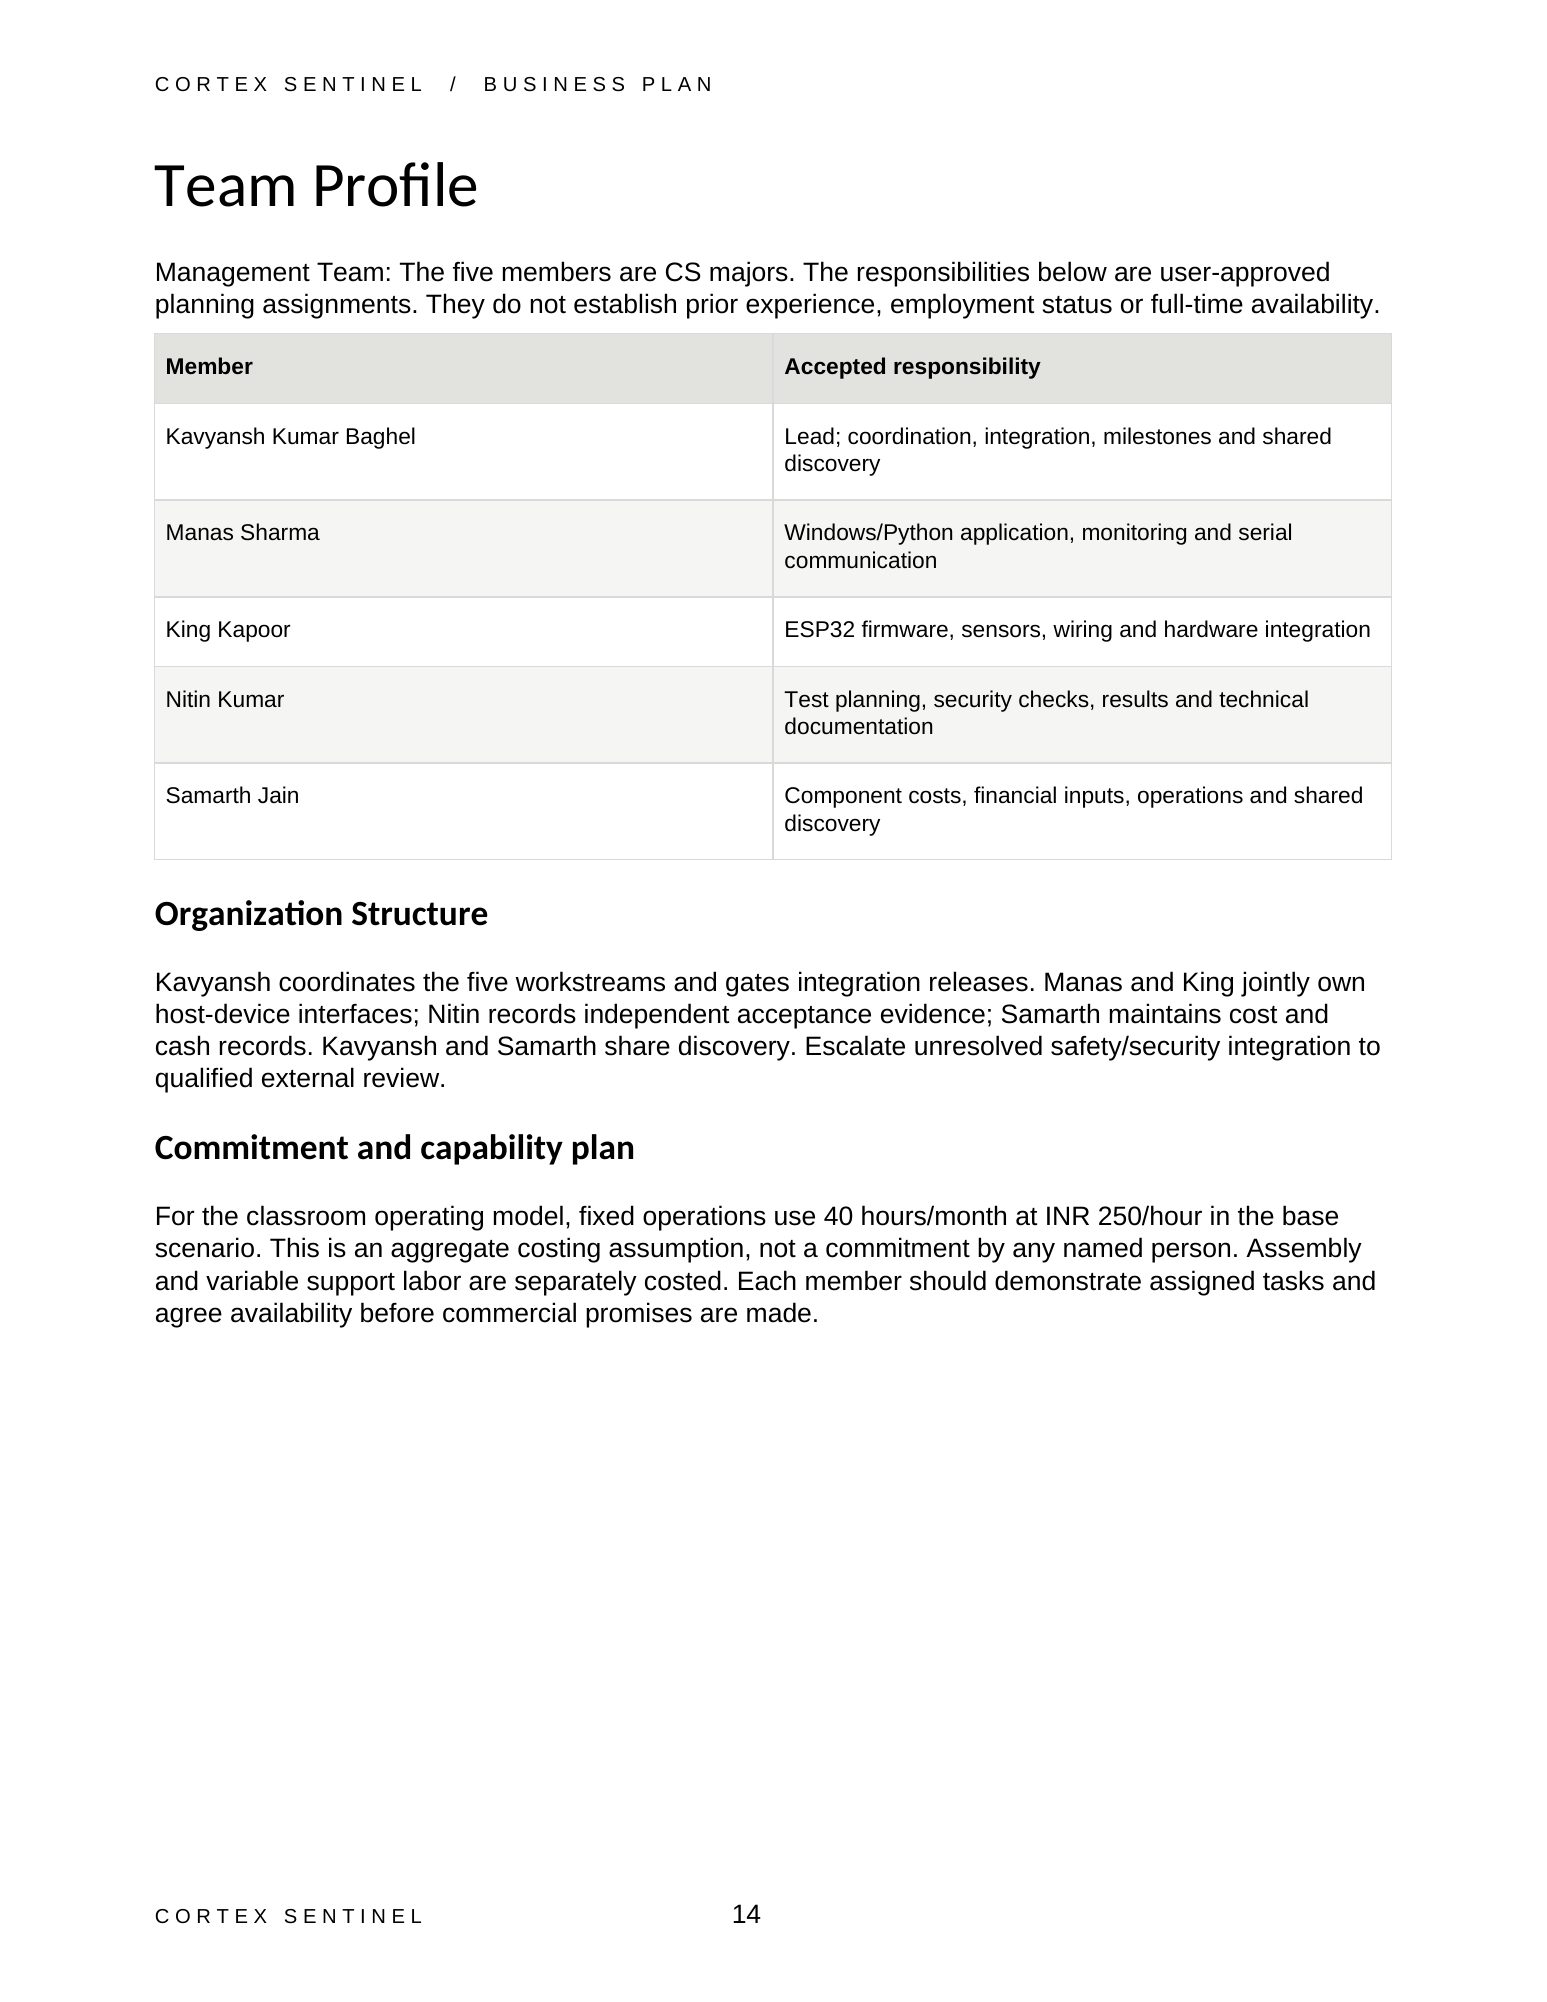 CORTEX SENTINEL / BUSINESS PLAN
Team Profile
Management Team: The five members are CS majors. The responsibilities below are user-approved
planning assignments. They do not establish prior experience, employment status or full-time availability.
Member
Accepted responsibility
Kavyansh Kumar Baghel
Lead; coordination, integration, milestones and shared
discovery
Manas Sharma
Windows/Python application, monitoring and serial
communication
King Kapoor
ESP32 firmware, sensors, wiring and hardware integration
Nitin Kumar
Test planning, security checks, results and technical
documentation
Samarth Jain
Component costs, financial inputs, operations and shared
discovery
Organization Structure
Kavyansh coordinates the five workstreams and gates integration releases. Manas and King jointly own
host-device interfaces; Nitin records independent acceptance evidence; Samarth maintains cost and
cash records. Kavyansh and Samarth share discovery. Escalate unresolved safety/security integration to
qualified external review.
Commitment and capability plan
For the classroom operating model, fixed operations use 40 hours/month at INR 250/hour in the base
scenario. This is an aggregate costing assumption, not a commitment by any named person. Assembly
and variable support labor are separately costed. Each member should demonstrate assigned tasks and
agree availability before commercial promises are made.
CORTEX SENTINEL
14